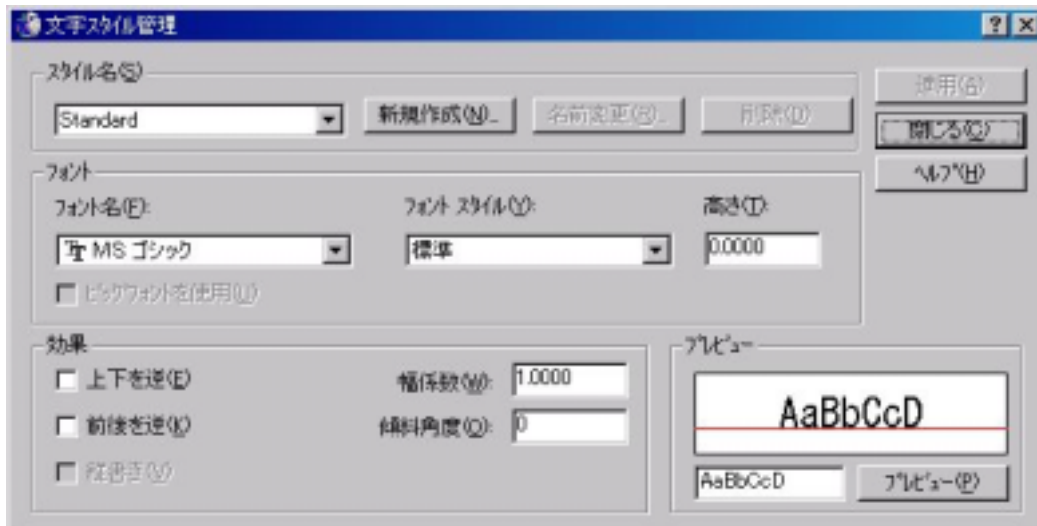 文字スタイル管理
スタイル名(S)
Standard
新規作成(N)...
名前変更(R)...
削除(D)
適用(A)
閉じる(C)
ヘルプ(H)
フォント
フォント名(F):
フォント スタイル(Y):
高さ(T):
MS ゴシック
標準
0.0000
ビッグフォントを使用(U)
効果
上下を逆(E)
幅係数(W):
1.0000
前後を逆(K)
傾斜角度(O):
0
縦書き(V)
プレビュー
AaBbCcD
AaBbCcD
プレビュー(P)